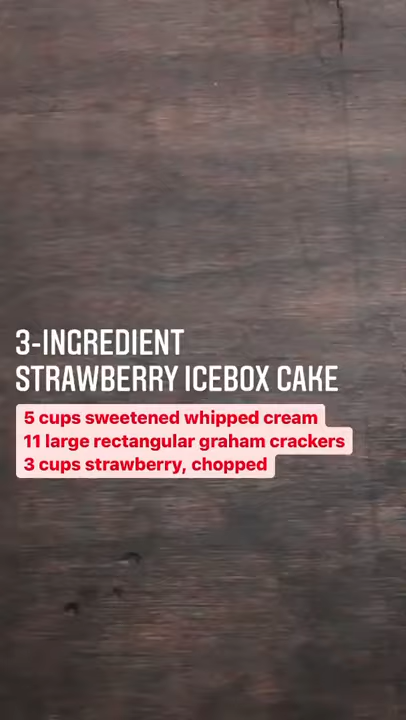 3-INGREDIENT
STRAWBERRY ICEBOX CAKE
5 cups sweetened whipped cream
11 large rectangular graham crackers
3 cups strawberry, chopped